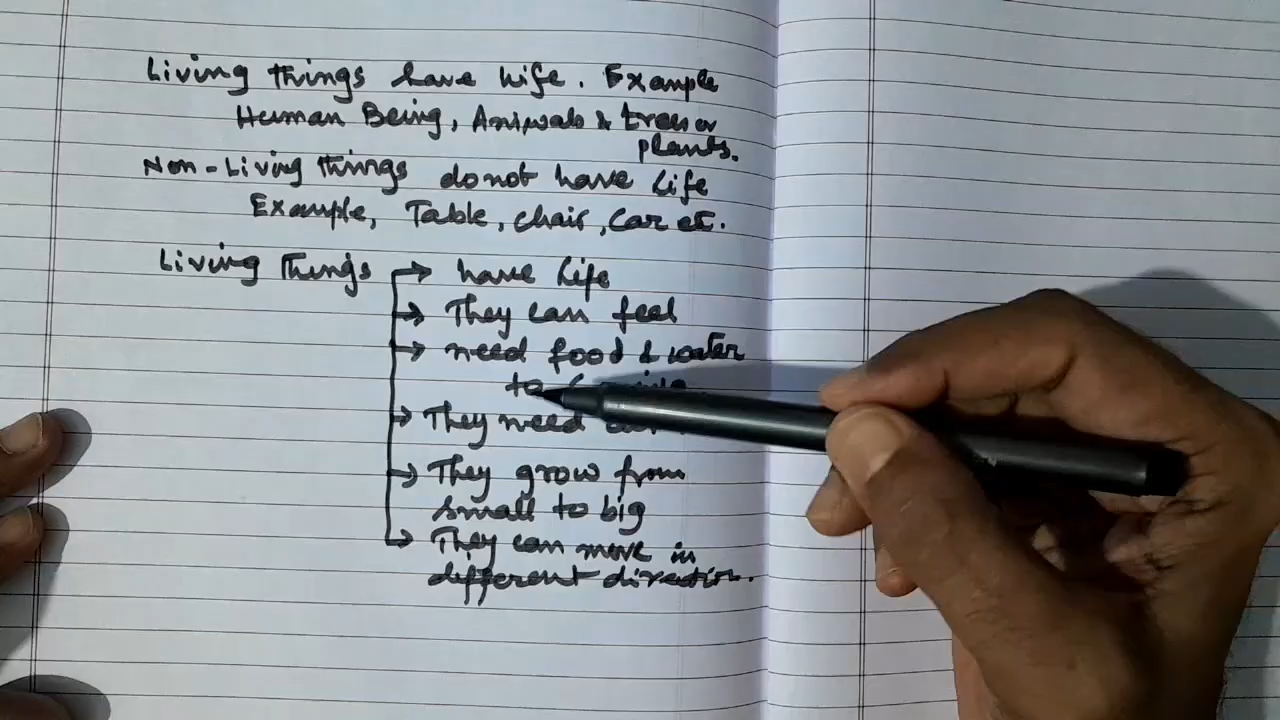 Living things have life. Example
Human Being, Animals & trees or
plants.
Non-Living things do not have life
Example, Table, chair, Car etc.
Living Things → have life
→ They can feel
→ need food & water
to
→ They need
→ They grow from
small to big
→ They can move in
different direction.